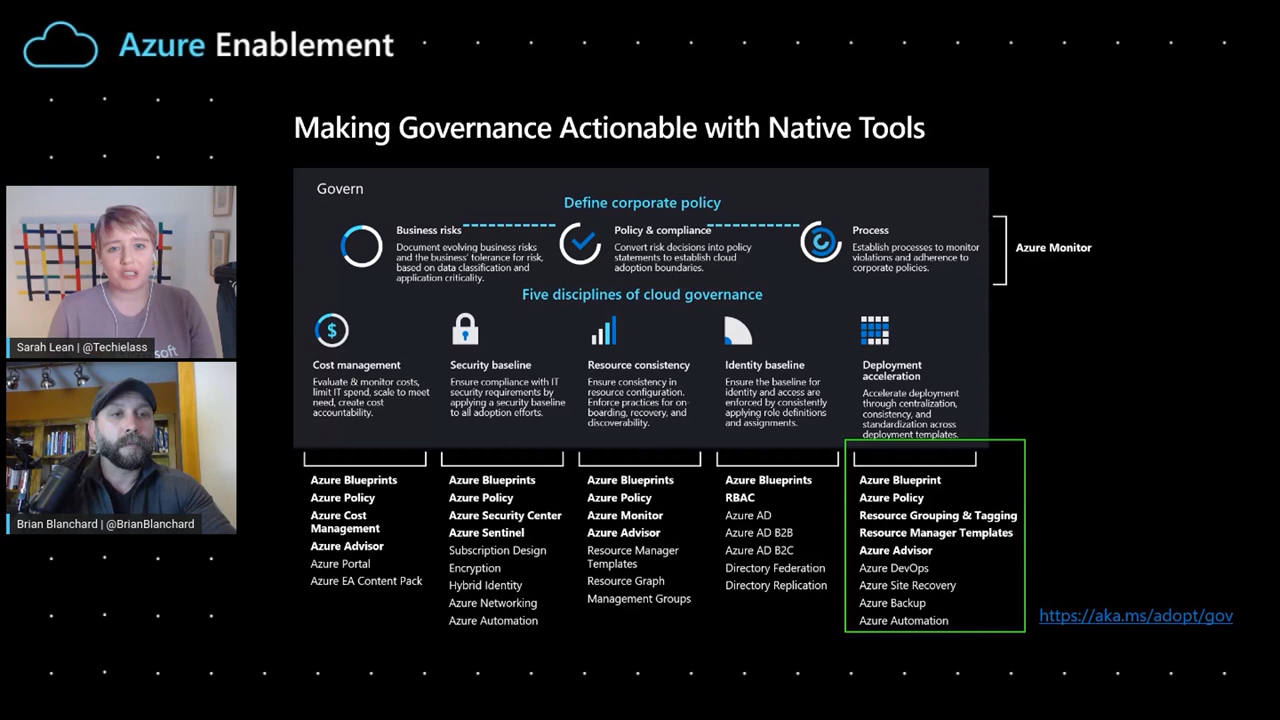 Azure Enablement
Making Governance Actionable with Native Tools
Govern
Define corporate policy
Business risks
Document evolving business risks
and the business' tolerance for risk,
based on data classification and
application criticality.
Policy & compliance
Convert risk decisions into policy
statements to establish cloud
adoption boundaries.
Process
Establish processes to monitor
violations and adherence to
corporate policies.
Azure Monitor
Five disciplines of cloud governance
$
Cost management
Evaluate & monitor costs,
limit IT spend, scale to meet
need, create cost
accountability.
Security baseline
Ensure compliance with IT
security requirements by
applying a security baseline
to all adoption efforts.
Resource consistency
Ensure consistency in
resource configuration.
Enforce practices for on-
boarding, recovery, and
discoverability.
Identity baseline
Ensure the baseline for
identity and access are
enforced by consistently
applying role definitions
and assignments.
Deployment
acceleration
Accelerate deployment
through centralization,
consistency, and
standardization across
deployment templates.
Azure Blueprints
Azure Policy
Azure Cost
Management
Azure Advisor
Azure Portal
Azure EA Content Pack
Azure Blueprints
Azure Policy
Azure Security Center
Azure Sentinel
Subscription Design
Encryption
Hybrid Identity
Azure Networking
Azure Automation
Azure Blueprints
Azure Policy
Azure Monitor
Azure Advisor
Resource Manager
Templates
Resource Graph
Management Groups
Azure Blueprints
RBAC
Azure AD
Azure AD B2B
Azure AD B2C
Directory Federation
Directory Replication
Azure Blueprint
Azure Policy
Resource Grouping & Tagging
Resource Manager Templates
Azure Advisor
Azure DevOps
Azure Site Recovery
Azure Backup
Azure Automation
https://aka.ms/adopt/gov
soft
Sarah Lean | @Techielass
Brian Blanchard | @BrianBlanchard